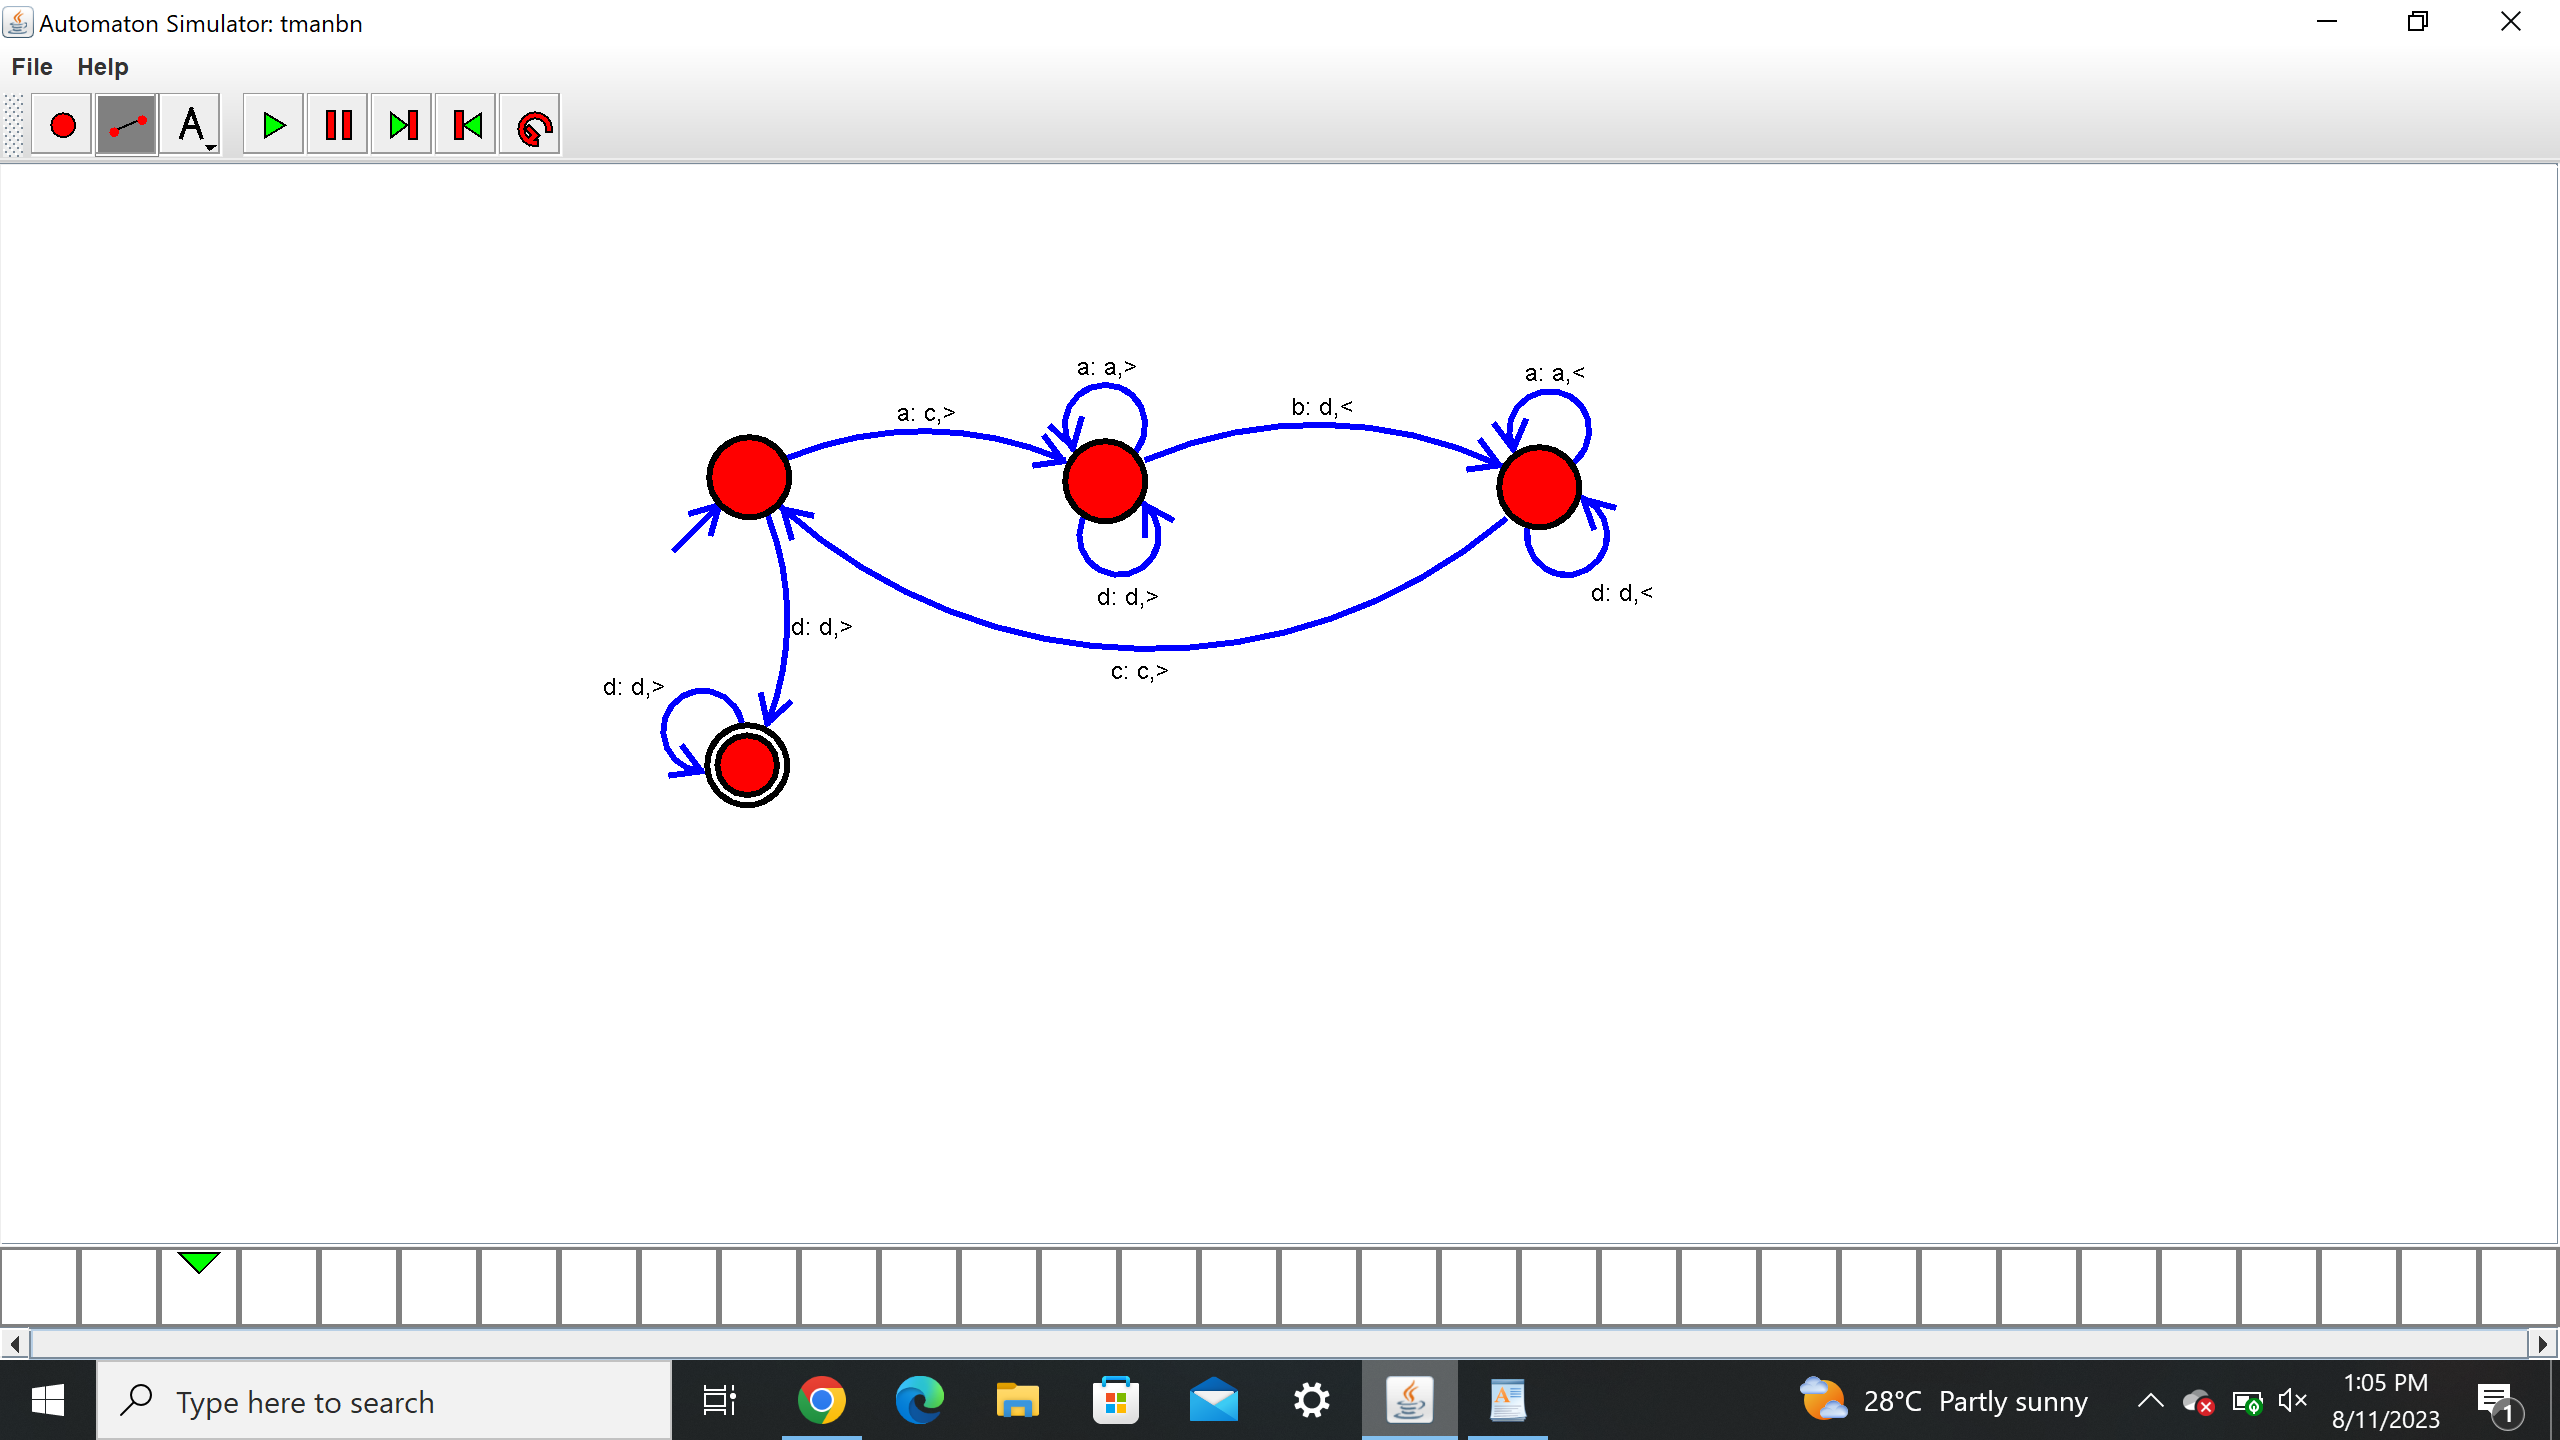 Automaton Simulator: tmanbn
File Help
A
a: a,>
a: a,<
a: c,>
b: d,<
d: d,>
d: d,<
d: d,>
c: c,>
d: d,>
Type here to search
28°C Partly sunny
1:05 PM
8/11/2023
1